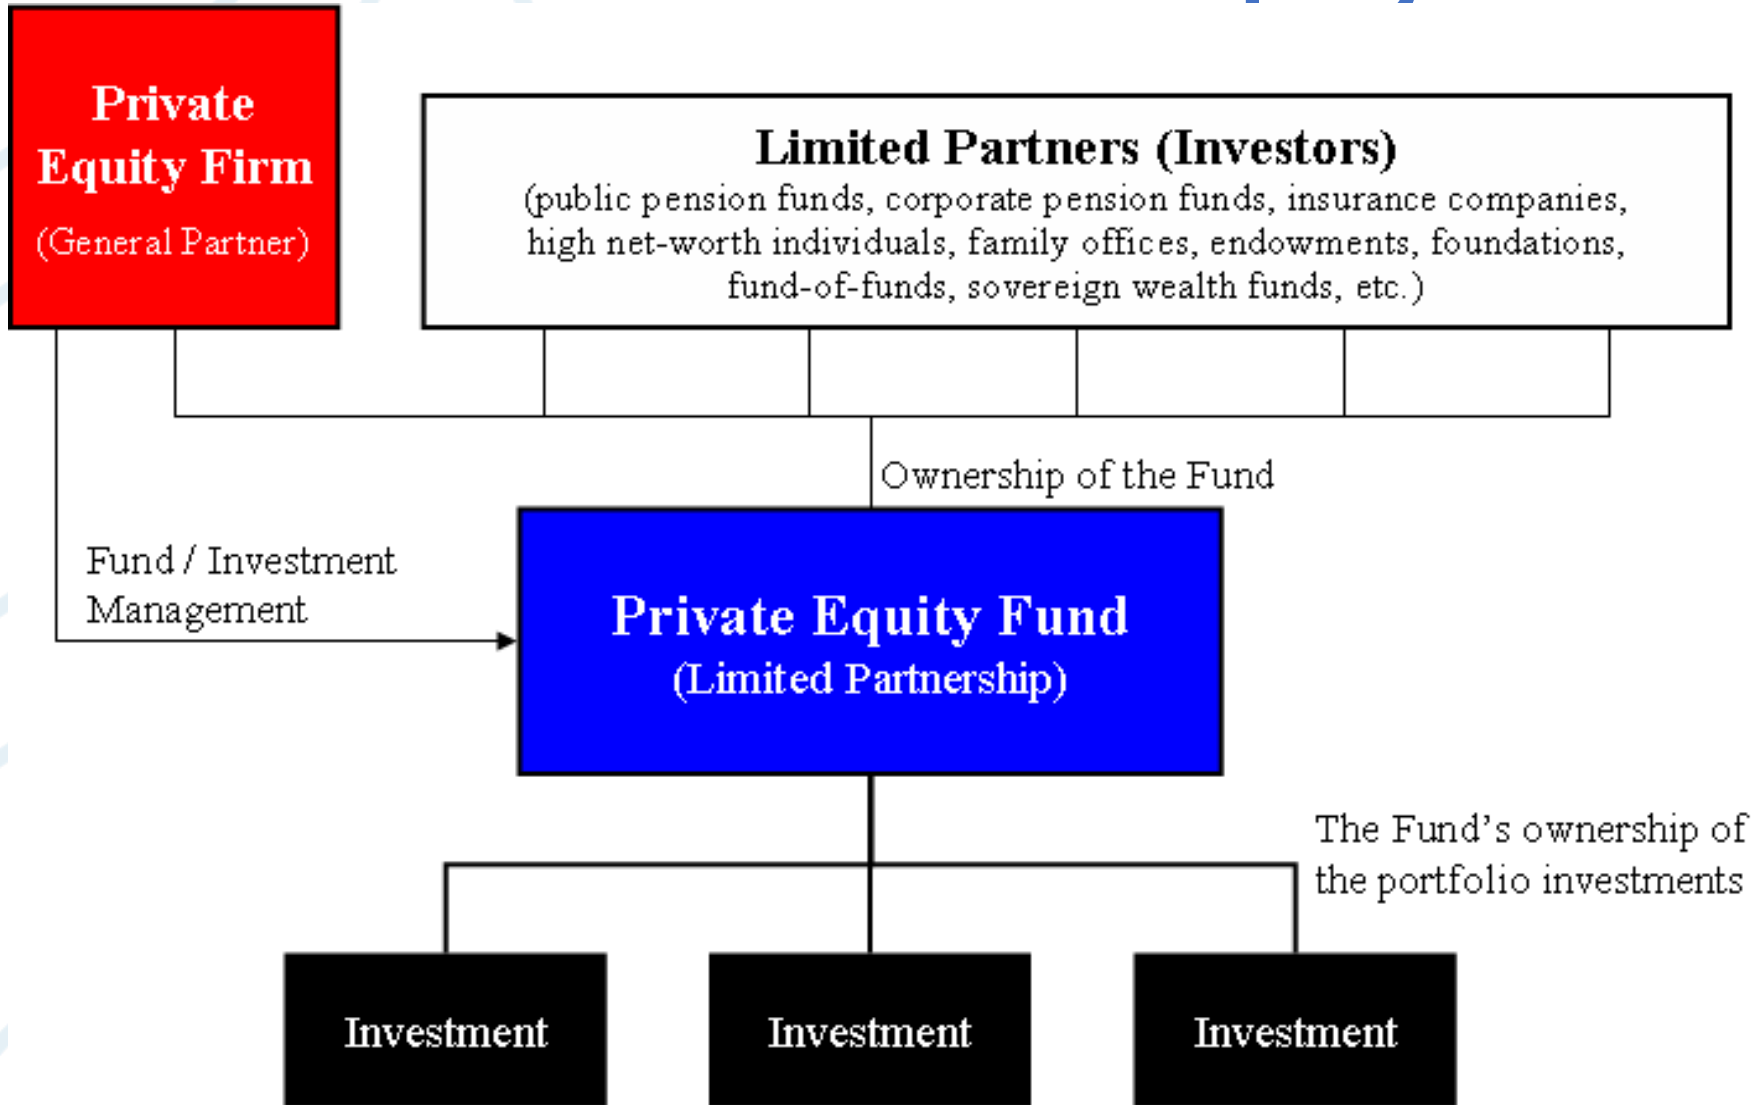 Private
Equity Firm
(General Partner)
Limited Partners (Investors)
(public pension funds, corporate pension funds, insurance companies,
high net-worth individuals, family offices, endowments, foundations,
fund-of-funds, sovereign wealth funds, etc.)
Ownership of the Fund
Fund / Investment
Management
Private Equity Fund
(Limited Partnership)
The Fund’s ownership of
the portfolio investments
Investment
Investment
Investment